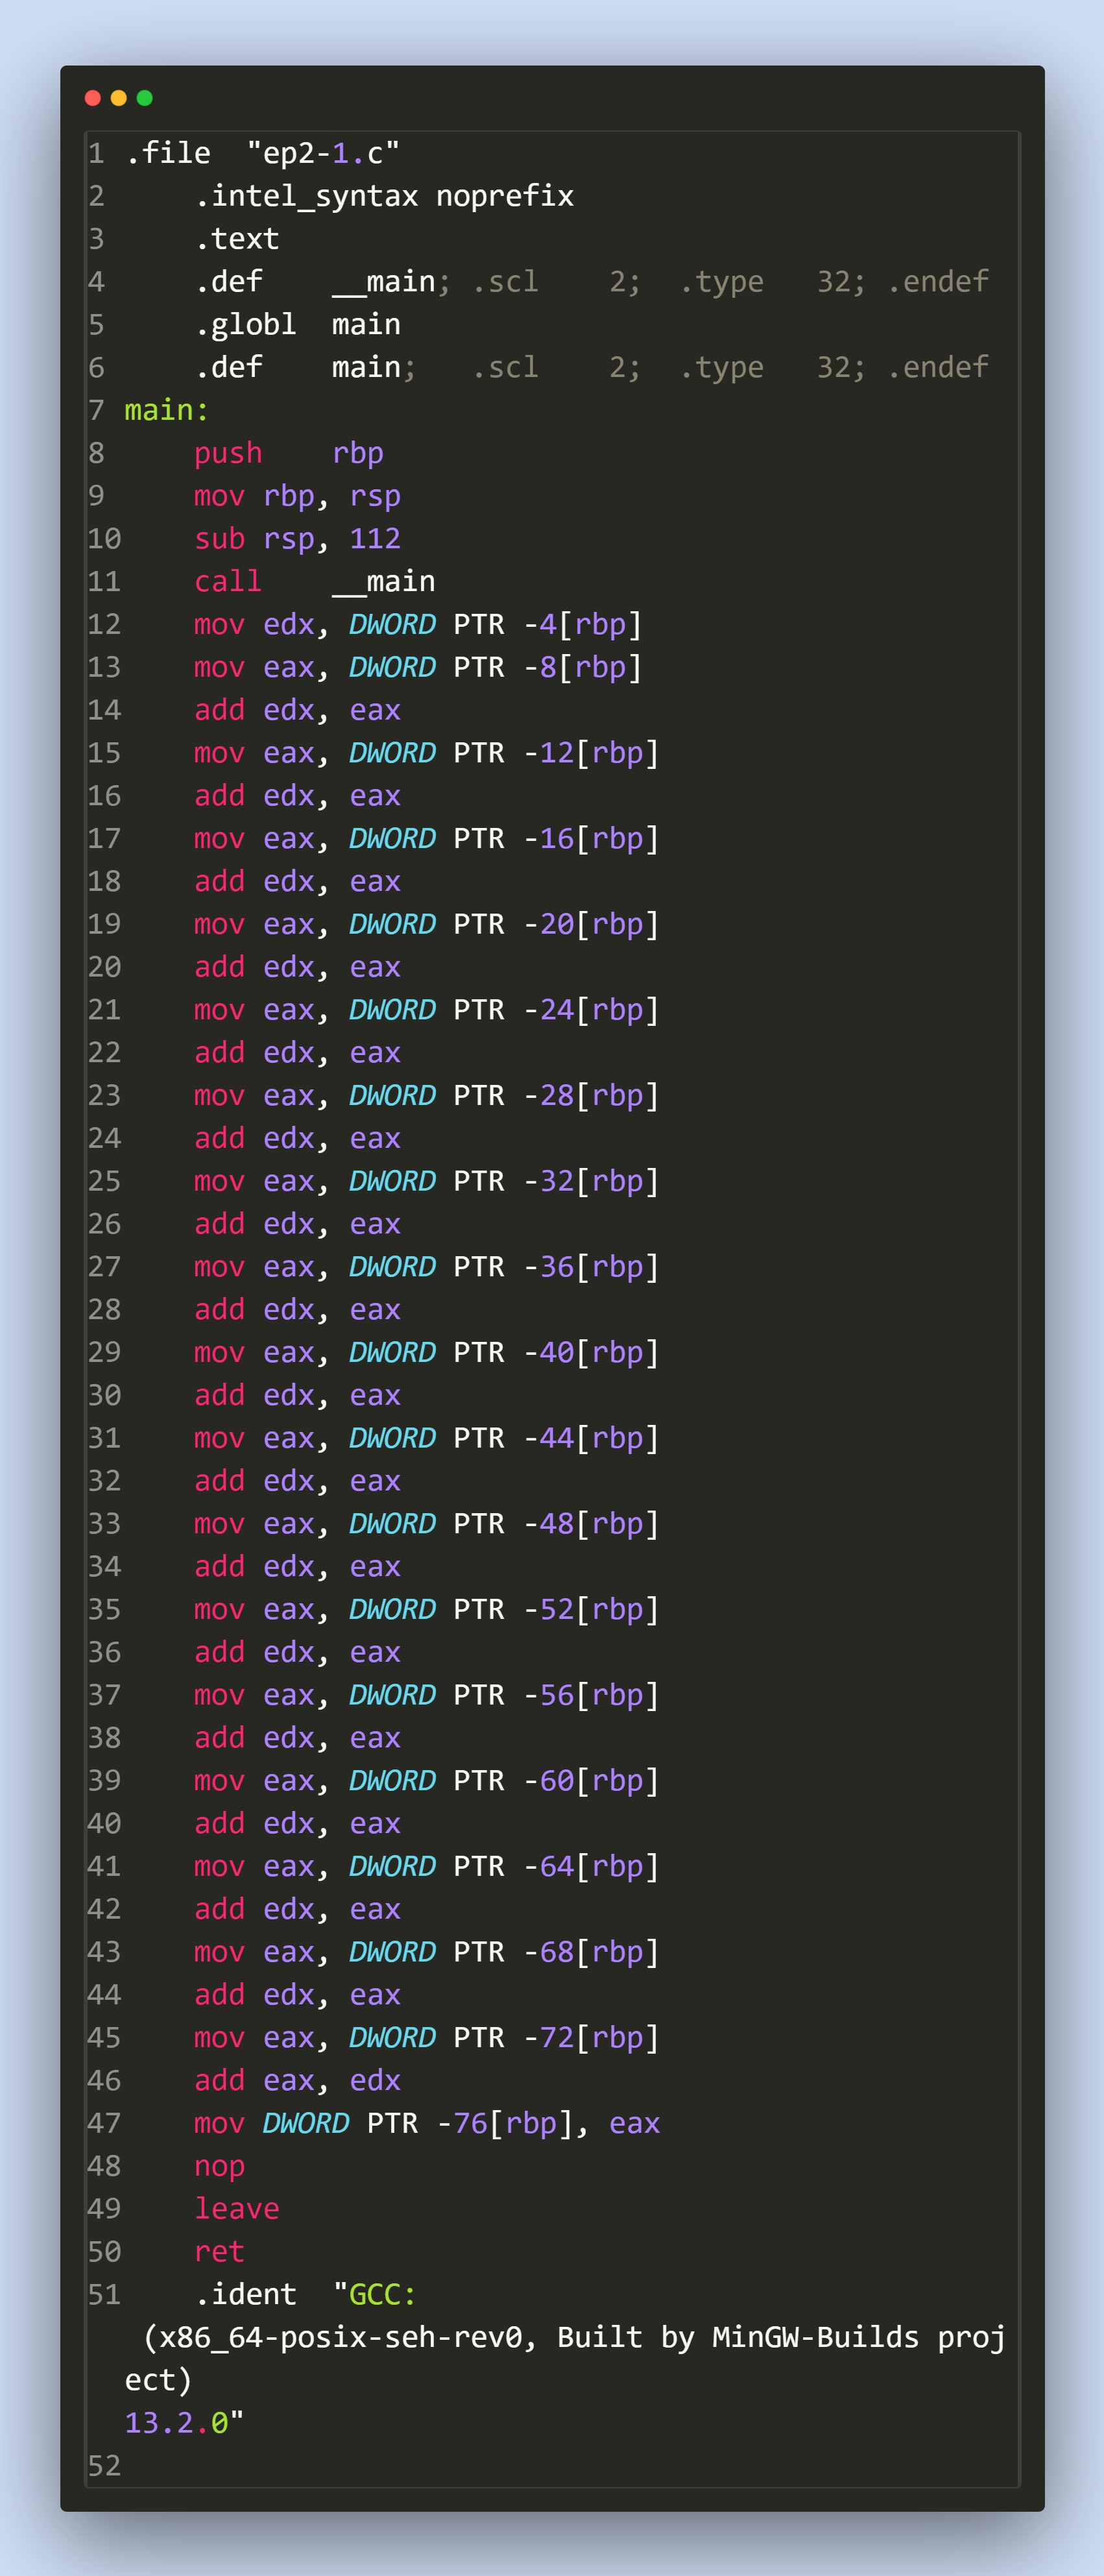 1 .file  "ep2-1.c"
2     .intel_syntax noprefix
3     .text
4     .def    __main; .scl    2;  .type   32; .endef
5     .globl  main
6     .def    main;   .scl    2;  .type   32; .endef
7 main:
8     push    rbp
9     mov rbp, rsp
10    sub rsp, 112
11    call    __main
12    mov edx, DWORD PTR -4[rbp]
13    mov eax, DWORD PTR -8[rbp]
14    add edx, eax
15    mov eax, DWORD PTR -12[rbp]
16    add edx, eax
17    mov eax, DWORD PTR -16[rbp]
18    add edx, eax
19    mov eax, DWORD PTR -20[rbp]
20    add edx, eax
21    mov eax, DWORD PTR -24[rbp]
22    add edx, eax
23    mov eax, DWORD PTR -28[rbp]
24    add edx, eax
25    mov eax, DWORD PTR -32[rbp]
26    add edx, eax
27    mov eax, DWORD PTR -36[rbp]
28    add edx, eax
29    mov eax, DWORD PTR -40[rbp]
30    add edx, eax
31    mov eax, DWORD PTR -44[rbp]
32    add edx, eax
33    mov eax, DWORD PTR -48[rbp]
34    add edx, eax
35    mov eax, DWORD PTR -52[rbp]
36    add edx, eax
37    mov eax, DWORD PTR -56[rbp]
38    add edx, eax
39    mov eax, DWORD PTR -60[rbp]
40    add edx, eax
41    mov eax, DWORD PTR -64[rbp]
42    add edx, eax
43    mov eax, DWORD PTR -68[rbp]
44    add edx, eax
45    mov eax, DWORD PTR -72[rbp]
46    add eax, edx
47    mov DWORD PTR -76[rbp], eax
48    nop
49    leave
50    ret
51    .ident  "GCC:
(x86_64-posix-seh-rev0, Built by MinGW-Builds proj
ect)
13.2.0"
52